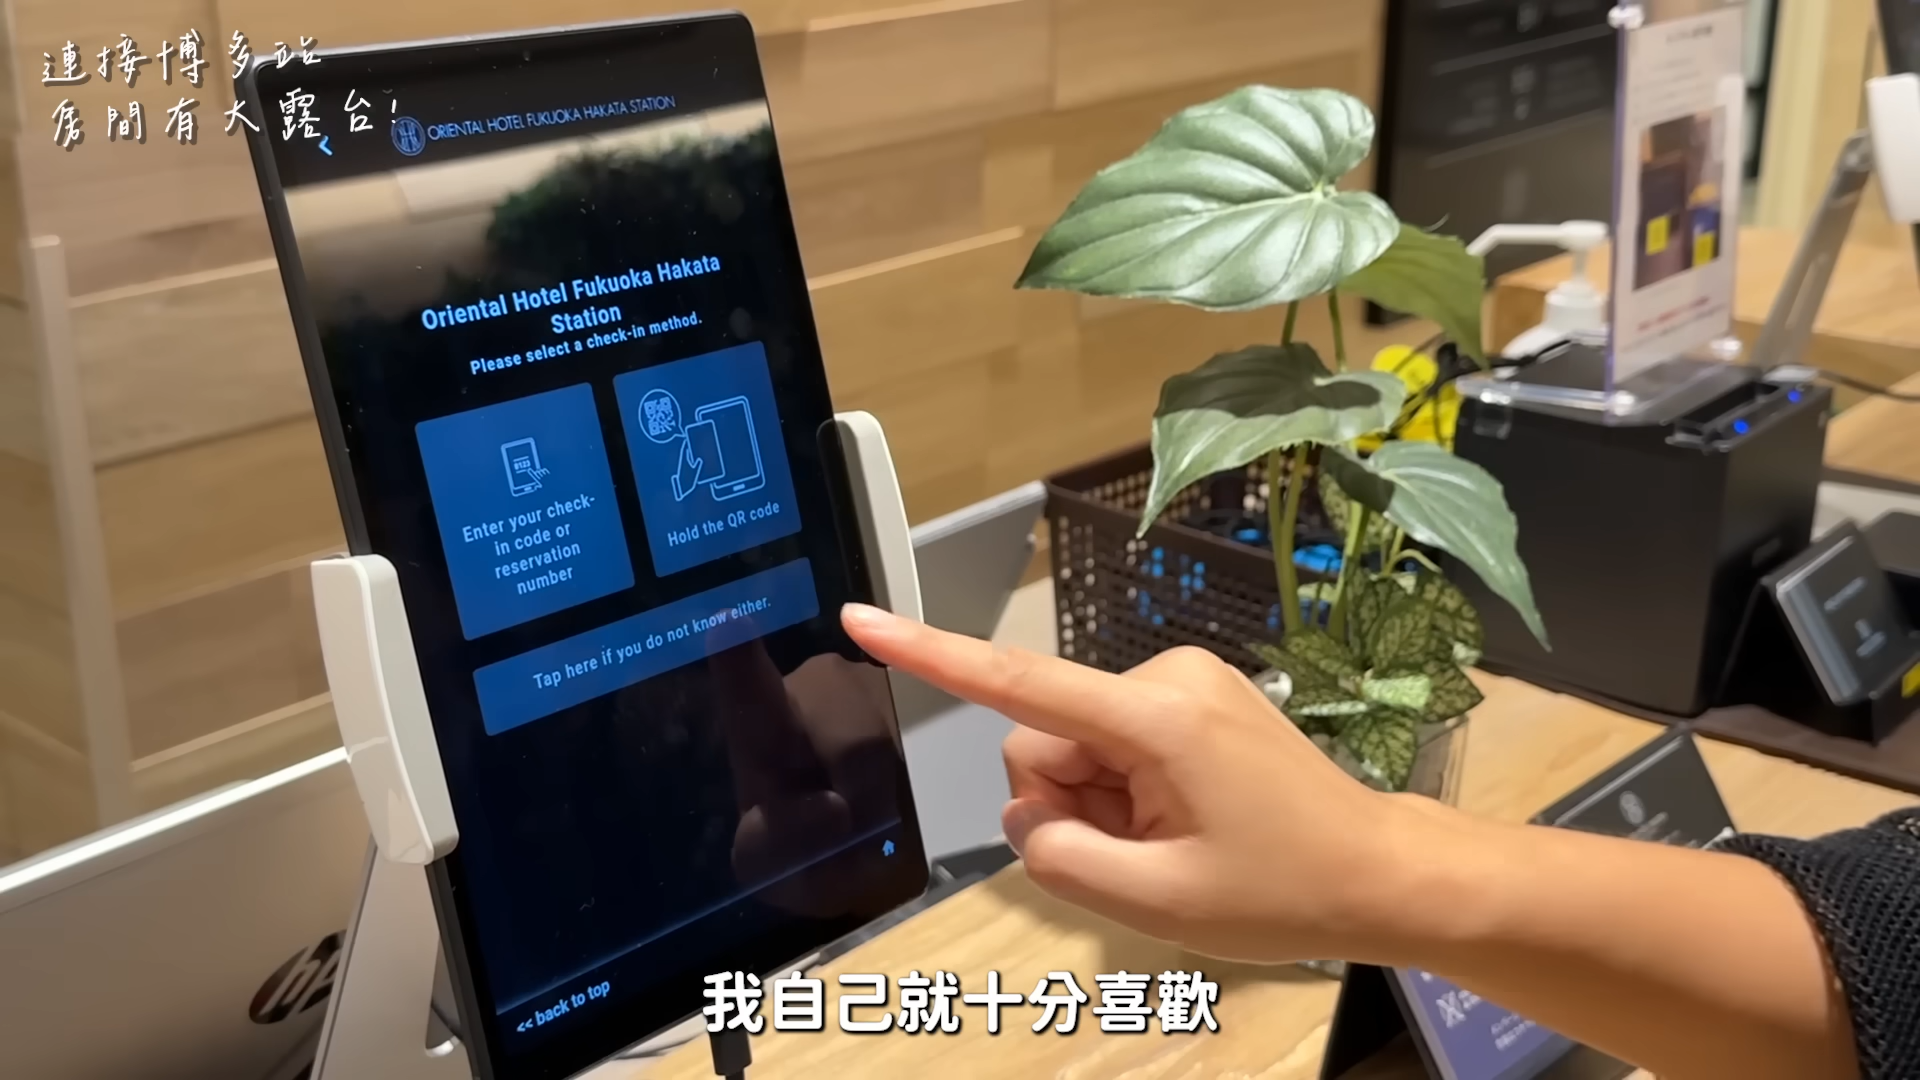 連接博多站
房間有大露台!
ORIENTAL HOTEL FUKUOKA HAKATA STATION
Oriental Hotel Fukuoka Hakata
Station
Please select a check-in method.
Enter your check-
in code or
reservation
number
Hold the QR code
Tap here if you do not know either.
<< back to top
hp
我自己就十分喜歡